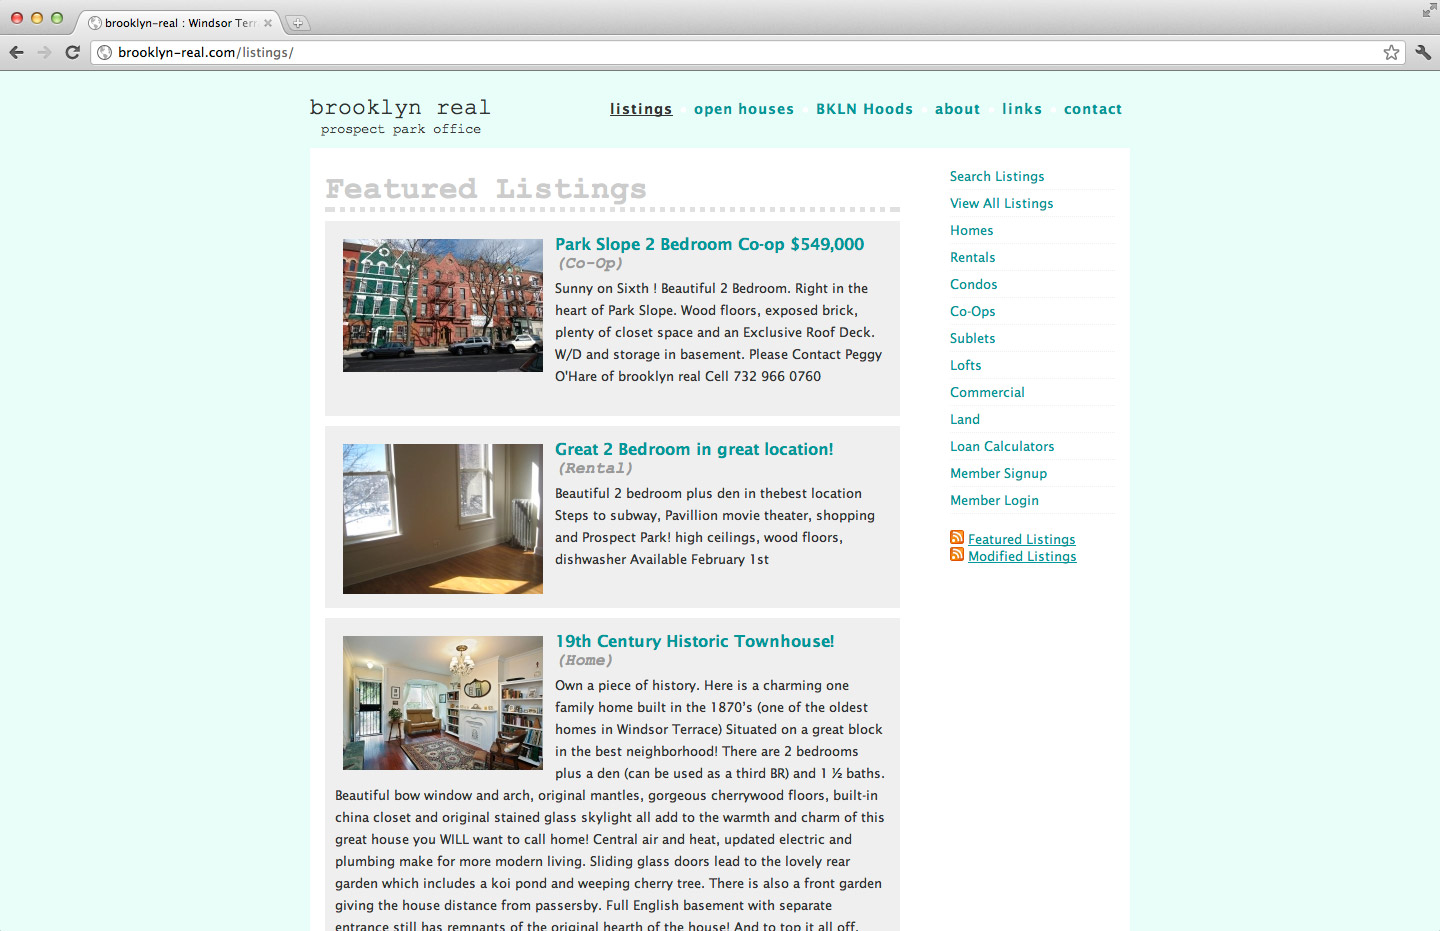 brooklyn-real : Windsor Terr
brooklyn-real.com/listings/
brooklyn real
prospect park office
listings open houses BKLN Hoods about links contact
Featured Listings
Park Slope 2 Bedroom Co-op $549,000
(Co-Op)
Sunny on Sixth ! Beautiful 2 Bedroom. Right in the
heart of Park Slope. Wood floors, exposed brick,
plenty of closet space and an Exclusive Roof Deck.
W/D and storage in basement. Please Contact Peggy
O'Hare of brooklyn real Cell 732 966 0760
Great 2 Bedroom in great location!
(Rental)
Beautiful 2 bedroom plus den in thebest location
Steps to subway, Pavillion movie theater, shopping
and Prospect Park! high ceilings, wood floors,
dishwasher Available February 1st
19th Century Historic Townhouse!
(Home)
Own a piece of history. Here is a charming one
family home built in the 1870’s (one of the oldest
homes in Windsor Terrace) Situated on a great block
in the best neighborhood! There are 2 bedrooms
plus a den (can be used as a third BR) and 1 ½ baths.
Beautiful bow window and arch, original mantles, gorgeous cherrywood floors, built-in
china closet and original stained glass skylight all add to the warmth and charm of this
great house you WILL want to call home! Central air and heat, updated electric and
plumbing make for more modern living. Sliding glass doors lead to the lovely rear
garden which includes a koi pond and weeping cherry tree. There is also a front garden
giving the house distance from passersby. Full English basement with separate
entrance still has remnants of the original hearth of the house! And to top it all off,
Search Listings
View All Listings
Homes
Rentals
Condos
Co-Ops
Sublets
Lofts
Commercial
Land
Loan Calculators
Member Signup
Member Login
Featured Listings
Modified Listings